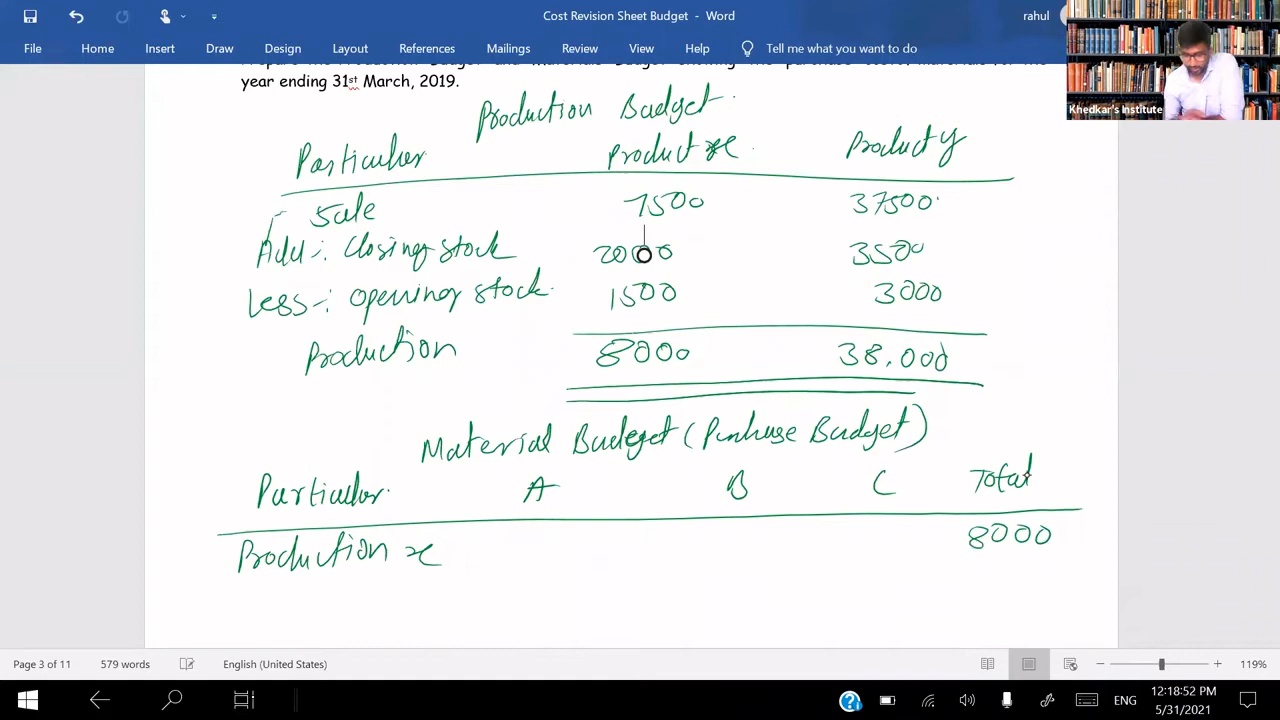 Cost Revision Sheet Budget - Word
rahul
File Home Insert Draw Design Layout References Mailings Review View Help Tell me what you want to do
Khedkar's Institute
year ending 31st March, 2019.
Production Budget
Particular Product x Product y
Sale 7500 37500
Add :- Closing stock 2000 3500
Less :- Opening stock 1500 3000
Production 8000 38,000
Material Budget (Purchase Budget)
Particular A B C Total
Production x 8000
Page 3 of 11 579 words English (United States) 119%
ENG 12:18:52 PM
5/31/2021